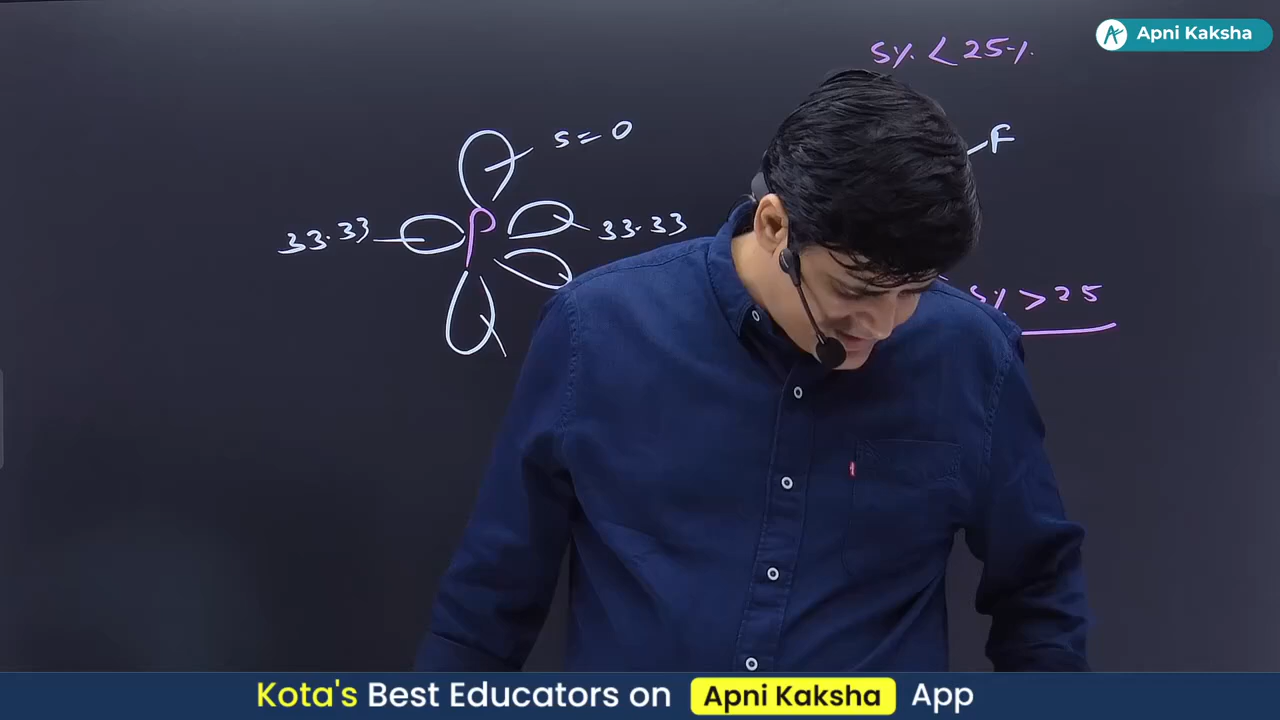 Apni Kaksha
s% < 25%
s = 0
F
33.33
P
33.33
s% > 25
Kota's Best Educators on Apni Kaksha App